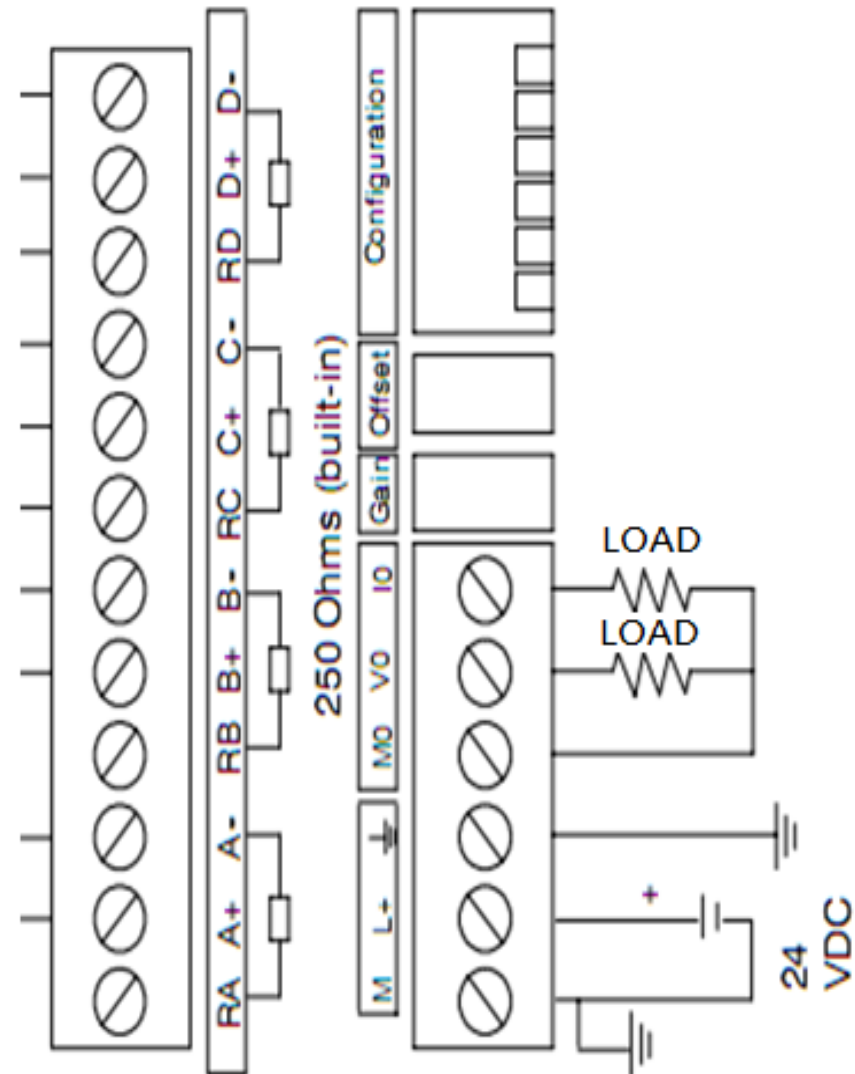 RA A+ A- RB B+ B- RC C+ C- RD D+ D-
250 Ohms (built-in)
M L+ M0 V0 I0 Gain Offset Configuration
LOAD
LOAD
+
24
VDC